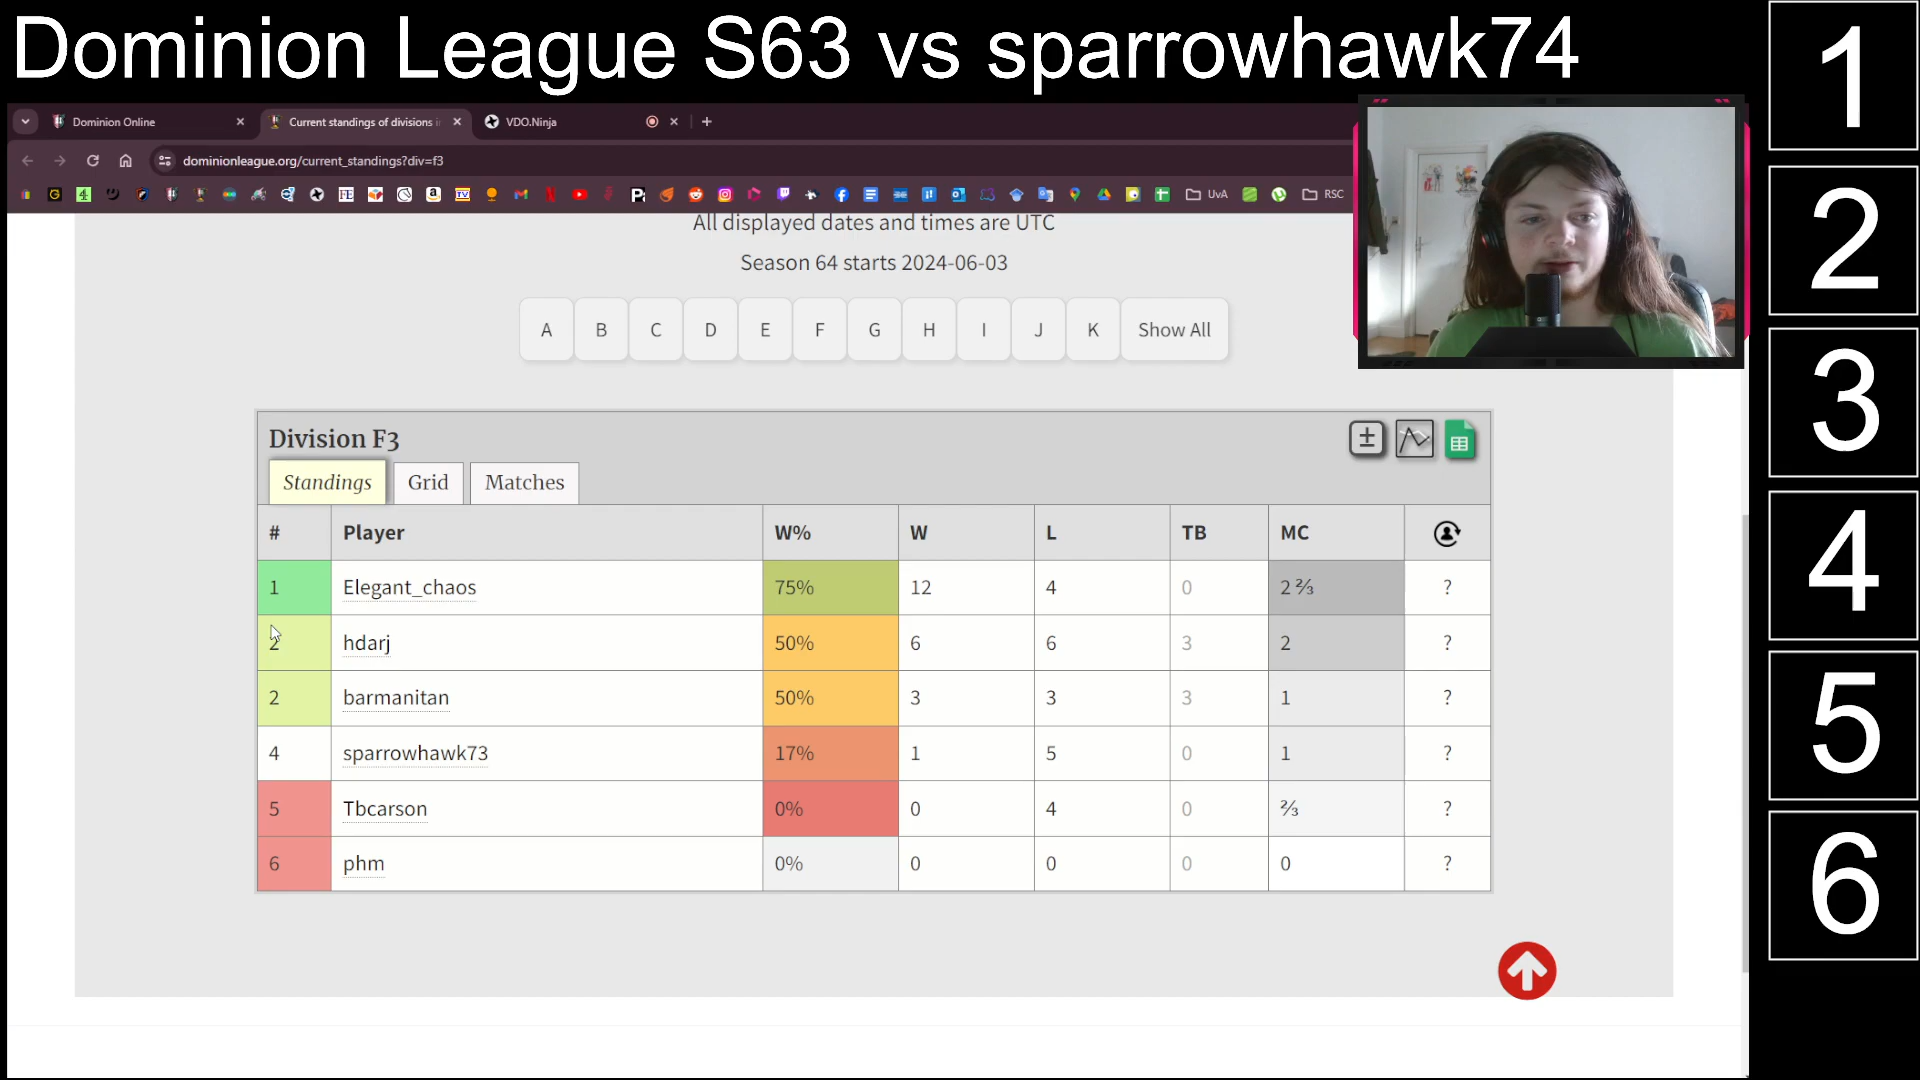 Dominion League S63 vs sparrowhawk74
1
2
3
4
5
6
Dominion Online
Current standings of divisions i
VDO.Ninja
dominionleague.org/current_standings?div=f3
UvA
RSC
All displayed dates and times are UTC
Season 64 starts 2024-06-03
A B C D E F G H I J K Show All
Division F3
Standings Grid Matches
# Player W% W L TB MC
1 Elegant_chaos 75% 12 4 0 2 ⅔ ?
2 hdarj 50% 6 6 3 2 ?
2 barmanitan 50% 3 3 3 1 ?
4 sparrowhawk73 17% 1 5 0 1 ?
5 Tbcarson 0% 0 4 0 ⅔ ?
6 phm 0% 0 0 0 0 ?